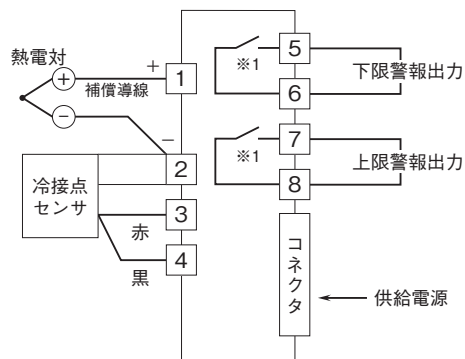 熱電対
+
補償導線
+
1
−
−
2
冷接点
センサ
赤
3
黒
4
※1
5
6
下限警報出力
※1
7
8
上限警報出力
コネクタ
供給電源